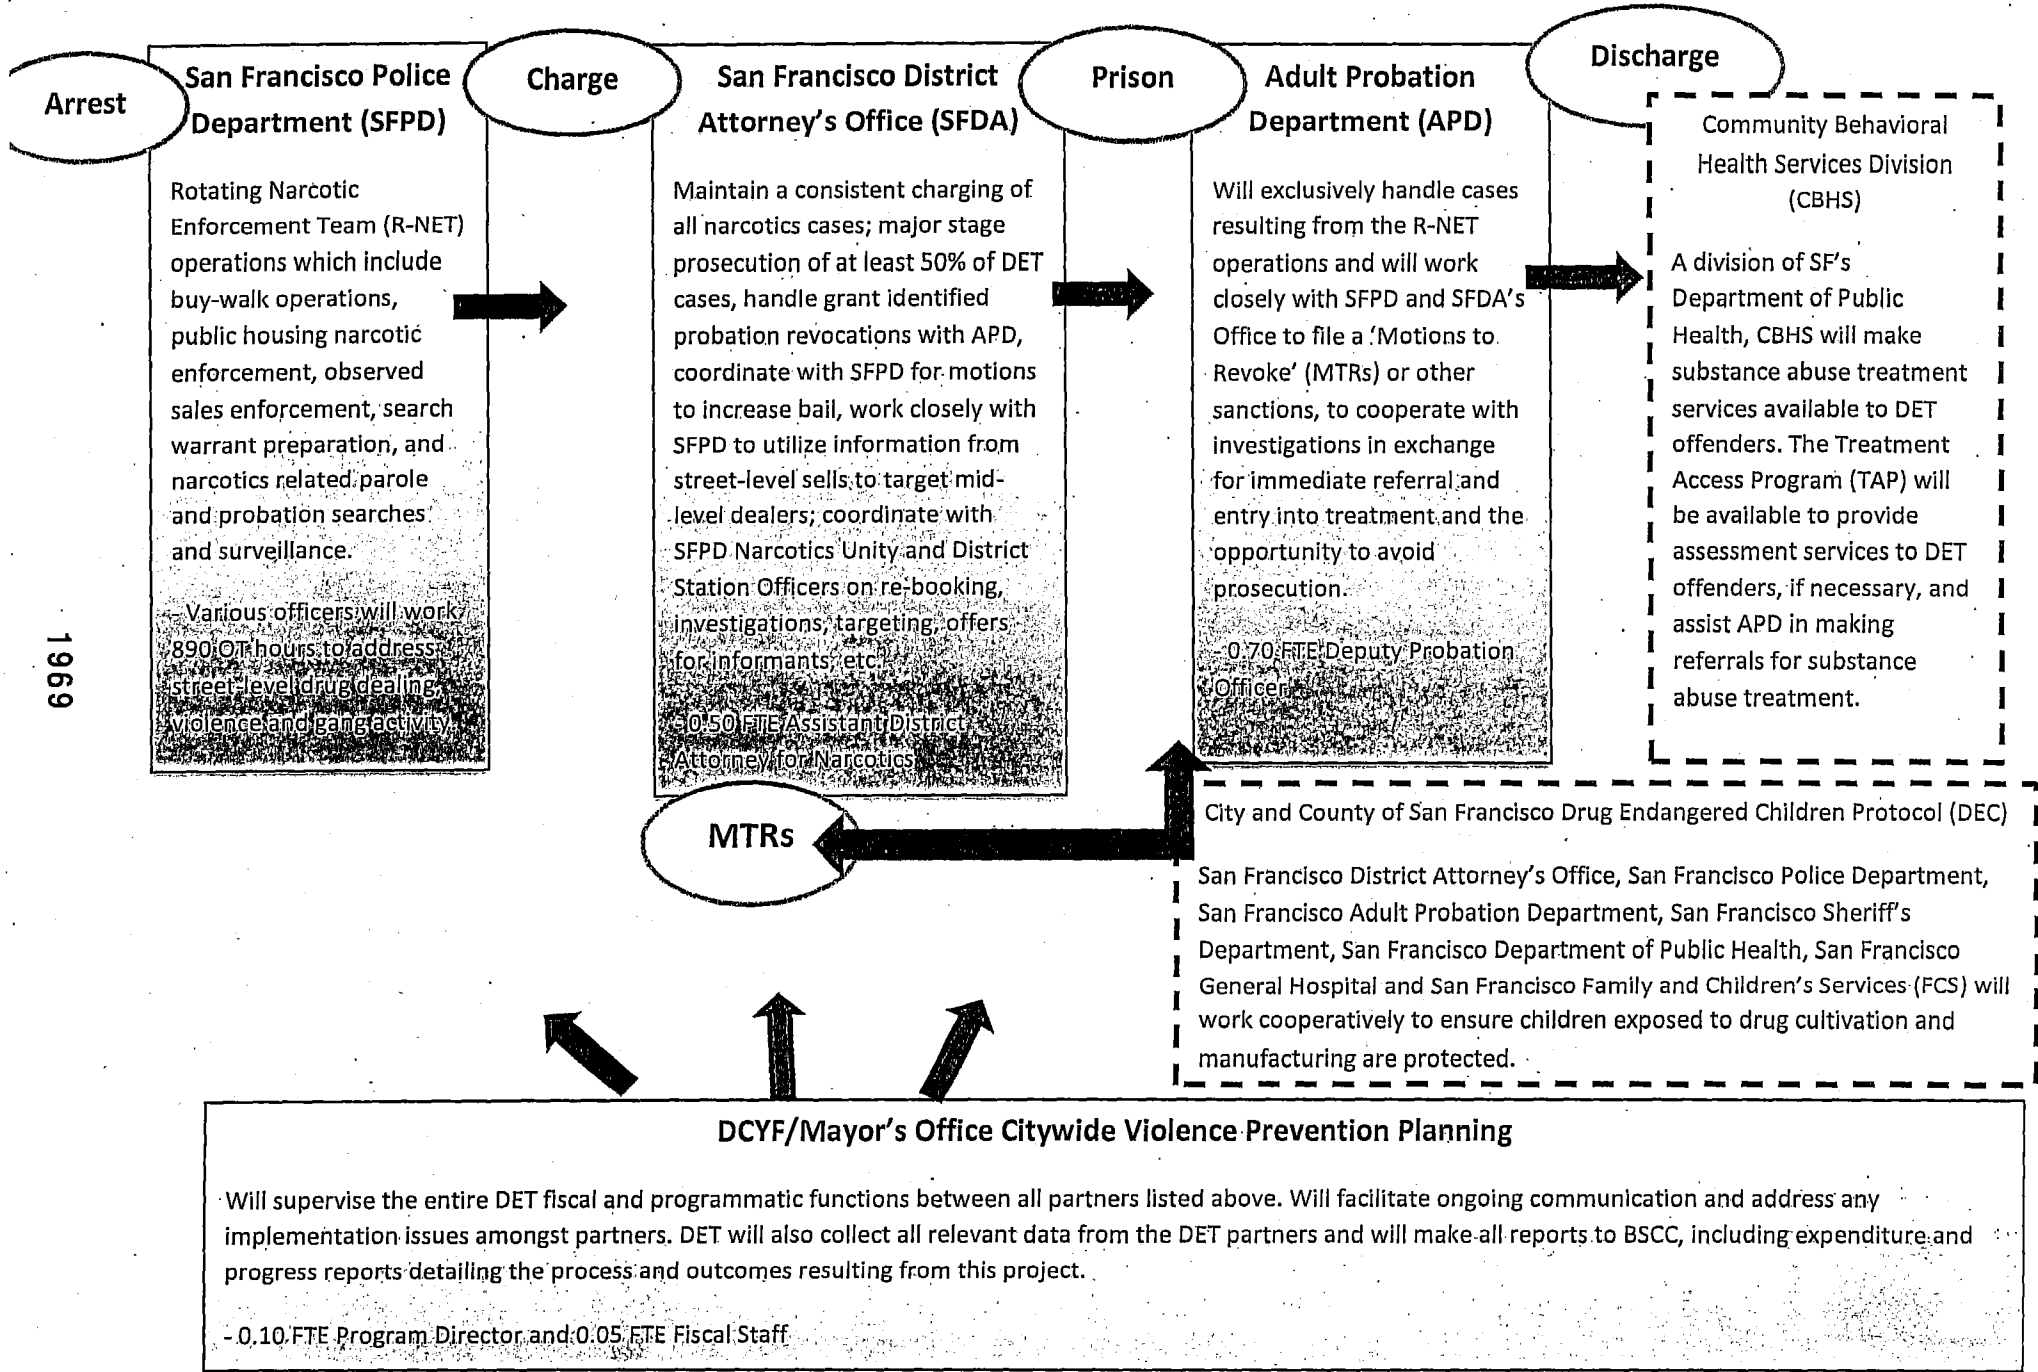 Arrest
San Francisco Police
Department (SFPD)
Rotating Narcotic
Enforcement Team (R-NET)
operations which include
buy-walk operations,
public housing narcotic
enforcement, observed
sales enforcement, search
warrant preparation, and
narcotics related parole
and probation searches
and surveillance.
- Various officers will work
890 OT hours to address
street-level drug dealing,
violence and gang activity
Charge
San Francisco District
Attorney's Office (SFDA)
Maintain a consistent charging of
all narcotics cases; major stage
prosecution of at least 50% of DET
cases, handle grant identified
probation revocations with APD,
coordinate with SFPD for motions
to increase bail, work closely with
SFPD to utilize information from
street-level sells to target mid-
level dealers; coordinate with
SFPD Narcotics Unity and District
Station Officers on re-booking,
investigations, targeting, offers
for informants, etc.
-0.50 FTE Assistant District
Attorney for Narcotics
Prison
Adult Probation
Department (APD)
Will exclusively handle cases
resulting from the R-NET
operations and will work
closely with SFPD and SFDA's
Office to file a 'Motions to
Revoke' (MTRs) or other
sanctions, to cooperate with
investigations in exchange
for immediate referral and
entry into treatment and the
opportunity to avoid
prosecution.
-0.70 FTE Deputy Probation
Officer
Discharge
Community Behavioral
Health Services Division
(CBHS)
A division of SF's
Department of Public
Health, CBHS will make
substance abuse treatment
services available to DET
offenders. The Treatment
Access Program (TAP) will
be available to provide
assessment services to DET
offenders, if necessary, and
assist APD in making
referrals for substance
abuse treatment.
1969
MTRs
City and County of San Francisco Drug Endangered Children Protocol (DEC)
San Francisco District Attorney's Office, San Francisco Police Department,
San Francisco Adult Probation Department, San Francisco Sheriff's
Department, San Francisco Department of Public Health, San Francisco
General Hospital and San Francisco Family and Children's Services (FCS) will
work cooperatively to ensure children exposed to drug cultivation and
manufacturing are protected.
DCYF/Mayor's Office Citywide Violence Prevention Planning
Will supervise the entire DET fiscal and programmatic functions between all partners listed above. Will facilitate ongoing communication and address any
implementation issues amongst partners. DET will also collect all relevant data from the DET partners and will make all reports to BSCC, including expenditure and
progress reports detailing the process and outcomes resulting from this project.
- 0.10 FTE Program Director and 0.05 FTE Fiscal Staff